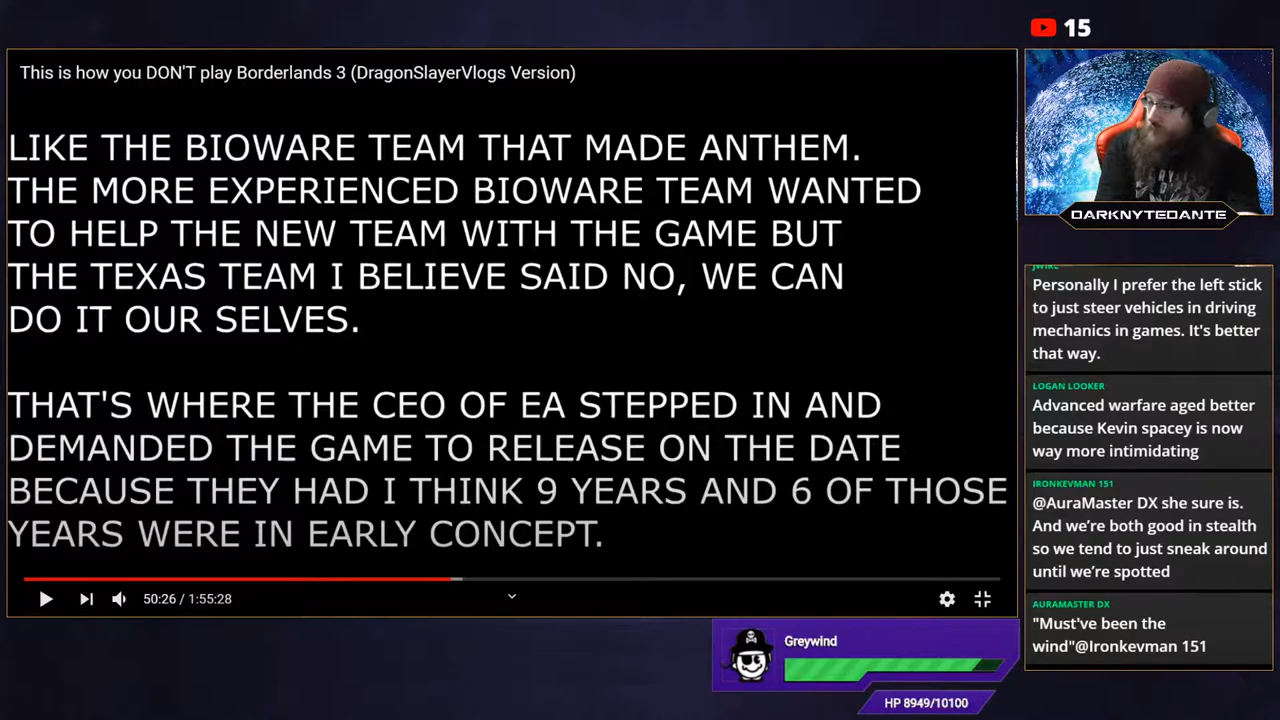 15
This is how you DON'T play Borderlands 3 (DragonSlayerVlogs Version)
LIKE THE BIOWARE TEAM THAT MADE ANTHEM.
THE MORE EXPERIENCED BIOWARE TEAM WANTED
TO HELP THE NEW TEAM WITH THE GAME BUT
THE TEXAS TEAM I BELIEVE SAID NO, WE CAN
DO IT OUR SELVES.
THAT'S WHERE THE CEO OF EA STEPPED IN AND
DEMANDED THE GAME TO RELEASE ON THE DATE
BECAUSE THEY HAD I THINK 9 YEARS AND 6 OF THOSE
YEARS WERE IN EARLY CONCEPT.
50:26 / 1:55:28
DARKNYTEDANTE
JWIRE
Personally I prefer the left stick
to just steer vehicles in driving
mechanics in games. It's better
that way.
LOGAN LOOKER
Advanced warfare aged better
because Kevin spacey is now
way more intimidating
IRONKEVMAN 151
@AuraMaster DX she sure is.
And we're both good in stealth
so we tend to just sneak around
until we're spotted
AURAMASTER DX
"Must've been the
wind"@Ironkevman 151
Greywind
HP 8949/10100